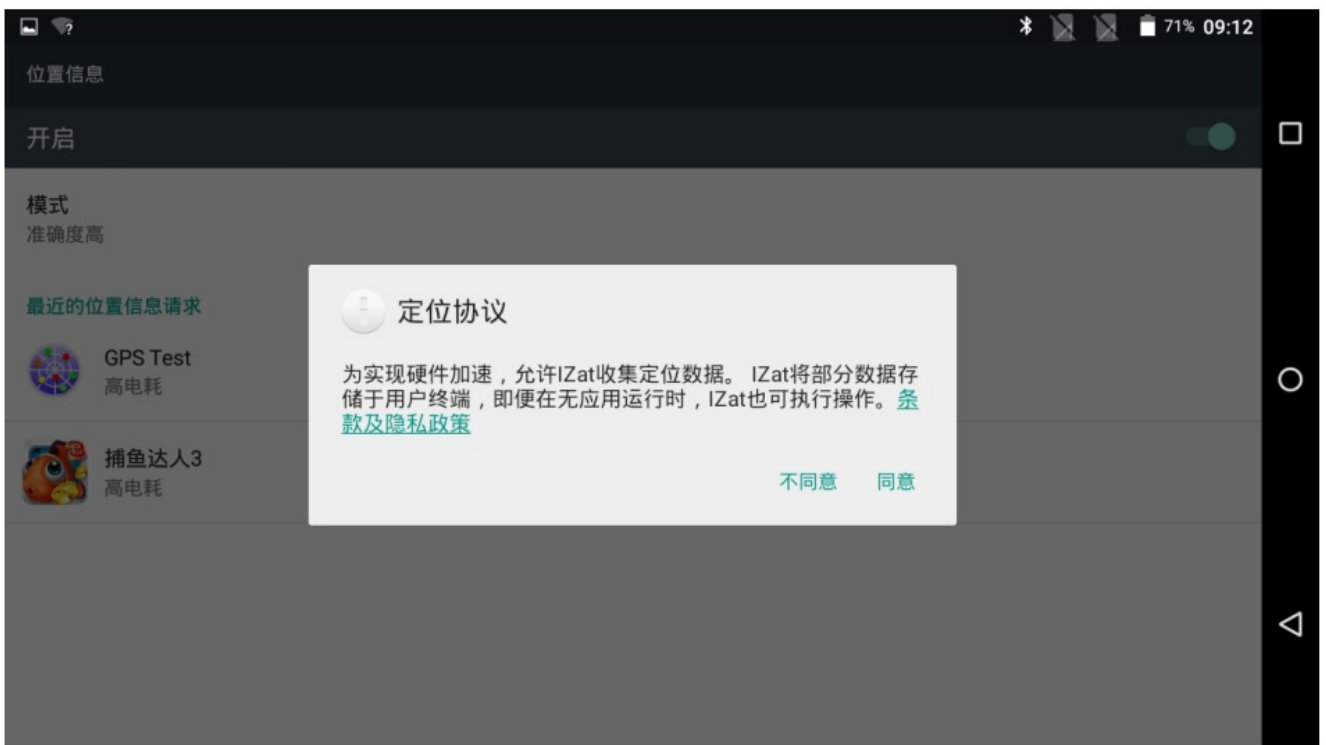 71% 09:12
位置信息
开启
模式
准确度高
最近的位置信息请求
GPS Test
高电耗
捕鱼达人3
高电耗
定位协议
为实现硬件加速，允许IZat收集定位数据。 IZat将部分数据存
储于用户终端，即便在无应用运行时，IZat也可执行操作。条
款及隐私政策
不同意 同意